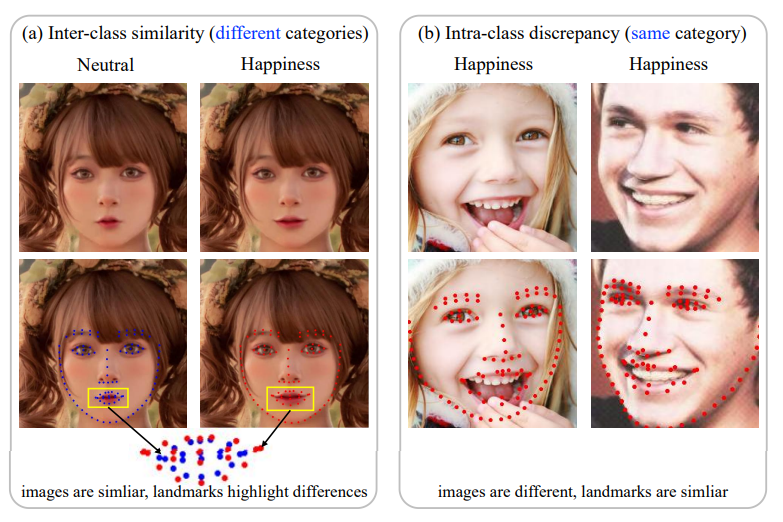 (a) Inter-class similarity (different categories)
Neutral
Happiness
images are simliar, landmarks highlight differences
(b) Intra-class discrepancy (same category)
Happiness
Happiness
images are different, landmarks are simliar